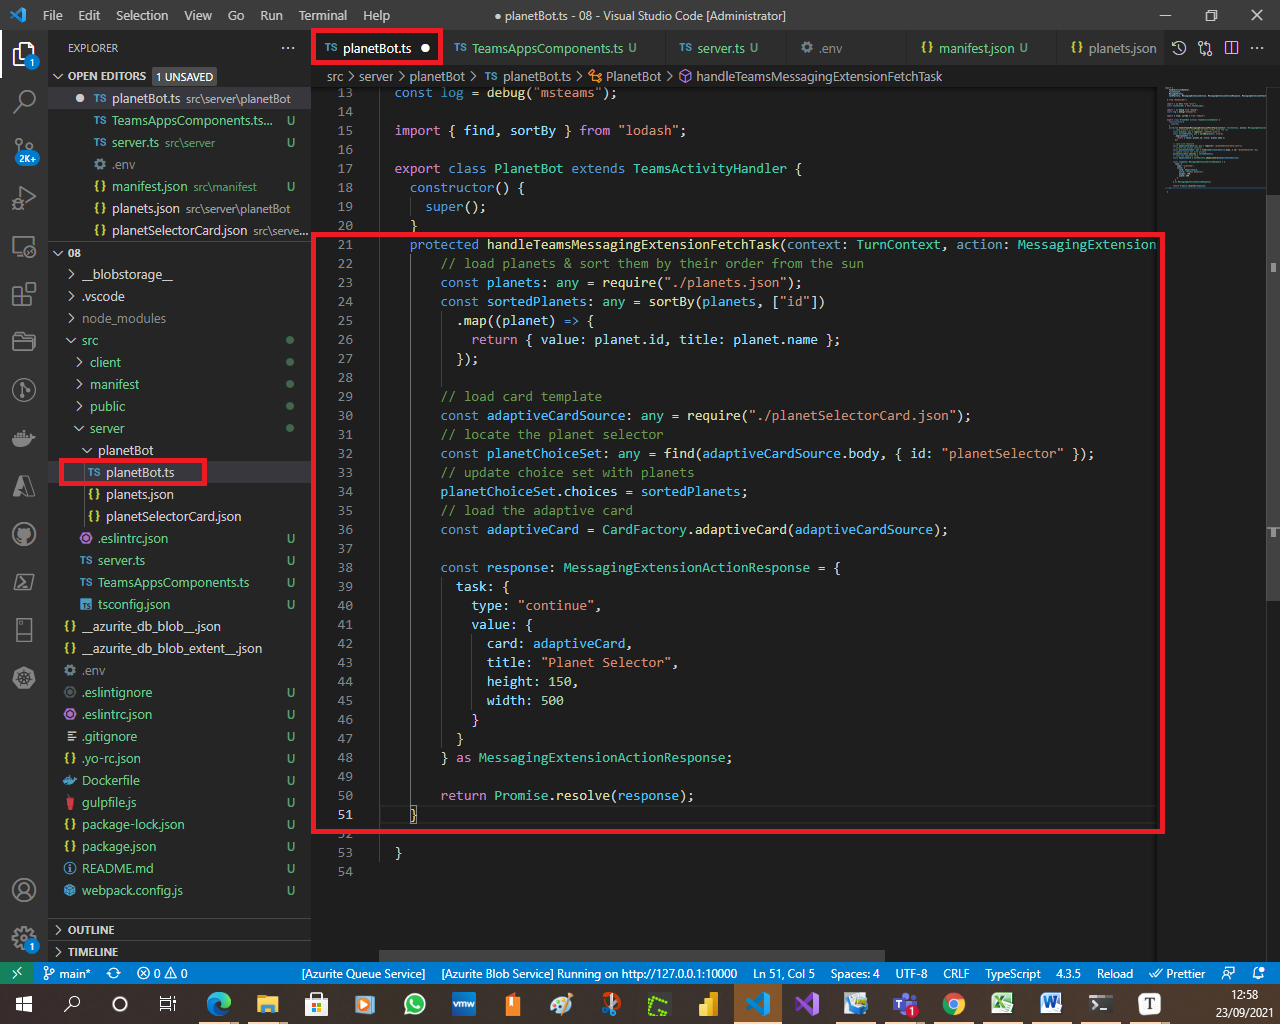 File Edit Selection View Go Run Terminal Help ● planetBot.ts - 08 - Visual Studio Code [Administrator]
EXPLORER ···
TS planetBot.ts ●
TS TeamsAppsComponents.ts U
TS server.ts U
.env
{} manifest.json U
{} planets.json
OPEN EDITORS 1 UNSAVED
● TS planetBot.ts src\server\planetBot
TS TeamsAppsComponents.ts... U
TS server.ts src\server U
.env
{} manifest.json src\manifest U
{} planets.json src\server\planetBot
{} planetSelectorCard.json src\serve...
08
__blobstorage__
.vscode
node_modules
src
client
manifest
public
server
planetBot
TS planetBot.ts
{} planets.json
{} planetSelectorCard.json
.eslintrc.json U
TS server.ts U
TS TeamsAppsComponents.ts U
TS tsconfig.json U
{} __azurite_db_blob__.json
{} __azurite_db_blob_extent__.json
.env
.eslintignore U
.eslintrc.json U
.gitignore U
{} .yo-rc.json U
Dockerfile U
gulpfile.js U
{} package-lock.json U
{} package.json U
README.md U
webpack.config.js U
OUTLINE
TIMELINE
1
2K+
1
src > server > planetBot > TS planetBot.ts > PlanetBot > handleTeamsMessagingExtensionFetchTask
13 const log = debug("msteams");
14
15 import { find, sortBy } from "lodash";
16
17 export class PlanetBot extends TeamsActivityHandler {
18 constructor() {
19 super();
20 }
21 protected handleTeamsMessagingExtensionFetchTask(context: TurnContext, action: MessagingExtension
22 // load planets & sort them by their order from the sun
23 const planets: any = require("./planets.json");
24 const sortedPlanets: any = sortBy(planets, ["id"])
25 .map((planet) => {
26 return { value: planet.id, title: planet.name };
27 });
28
29 // load card template
30 const adaptiveCardSource: any = require("./planetSelectorCard.json");
31 // locate the planet selector
32 const planetChoiceSet: any = find(adaptiveCardSource.body, { id: "planetSelector" });
33 // update choice set with planets
34 planetChoiceSet.choices = sortedPlanets;
35 // load the adaptive card
36 const adaptiveCard = CardFactory.adaptiveCard(adaptiveCardSource);
37
38 const response: MessagingExtensionActionResponse = {
39 task: {
40 type: "continue",
41 value: {
42 card: adaptiveCard,
43 title: "Planet Selector",
44 height: 150,
45 width: 500
46 }
47 }
48 } as MessagingExtensionActionResponse;
49
50 return Promise.resolve(response);
51 }
52
53 }
54
main* 0 0 [Azurite Queue Service] [Azurite Blob Service] Running on http://127.0.0.1:10000 Ln 51, Col 5 Spaces: 4 UTF-8 CRLF TypeScript 4.3.5 Reload Prettier
vmw
1
T
12:58
23/09/2021